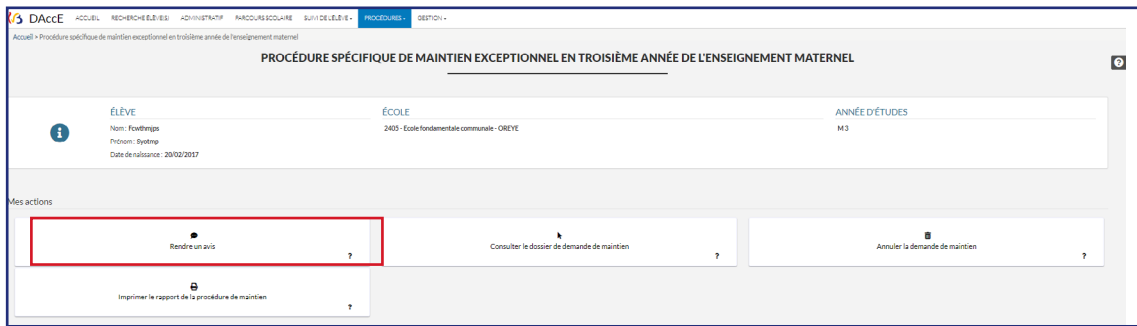 DAccE ACCUEIL RECHERCHE ÉLÈVE(S) ADMINISTRATIF PARCOURS SCOLAIRE SUIVI DE L'ÉLÈVE PROCÉDURES GESTION
Accueil > Procédure spécifique de maintien exceptionnel en troisième année de l'enseignement maternel
PROCÉDURE SPÉCIFIQUE DE MAINTIEN EXCEPTIONNEL EN TROISIÈME ANNÉE DE L'ENSEIGNEMENT MATERNEL
?
ÉLÈVE ÉCOLE ANNÉE D'ÉTUDES
Nom : Fcwthmjps 2405 - Ecole fondamentale communale - OREYE M3
Prénom : Syotmp
Date de naissance : 20/02/2017
Mes actions
Rendre un avis Consulter le dossier de demande de maintien Annuler la demande de maintien
? ? ?
Imprimer le rapport de la procédure de maintien
?